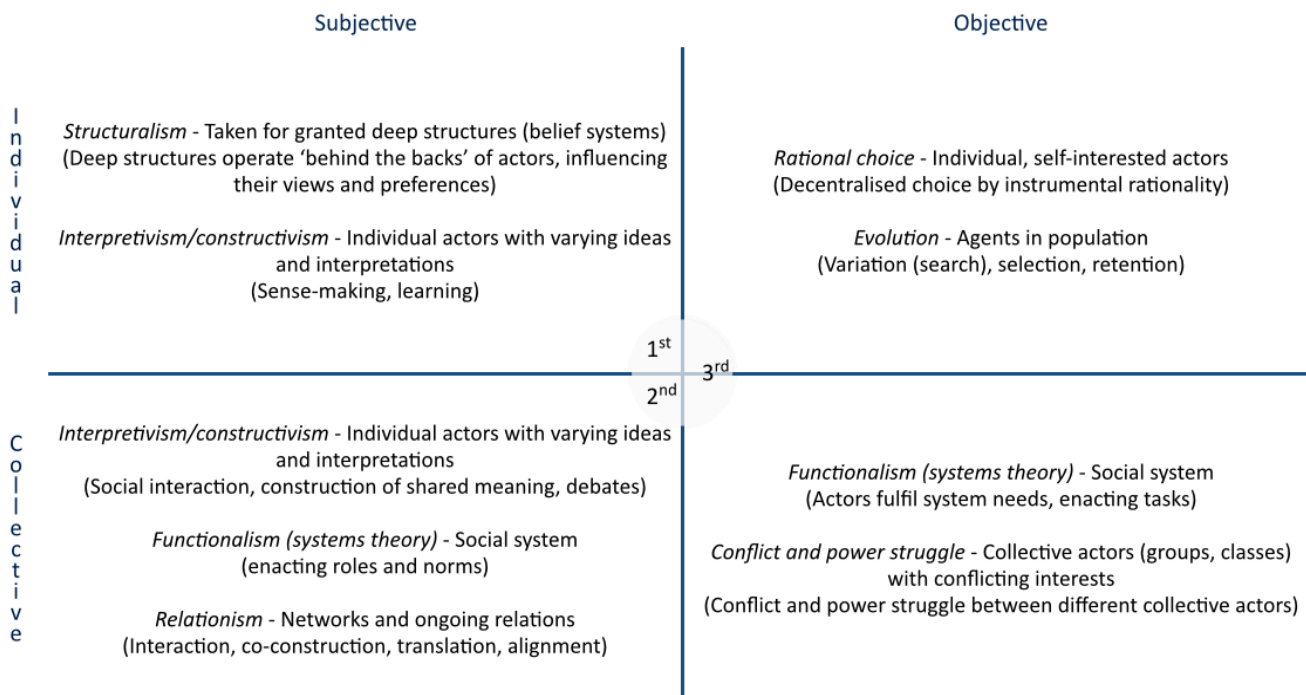 Subjective
Objective
Individual
Structuralism - Taken for granted deep structures (belief systems)
(Deep structures operate ‘behind the backs’ of actors, influencing
their views and preferences)
Interpretivism/constructivism - Individual actors with varying ideas
and interpretations
(Sense-making, learning)
Rational choice - Individual, self-interested actors
(Decentralised choice by instrumental rationality)
Evolution - Agents in population
(Variation (search), selection, retention)
1st
2nd
3rd
Collective
Interpretivism/constructivism - Individual actors with varying ideas
and interpretations
(Social interaction, construction of shared meaning, debates)
Functionalism (systems theory) - Social system
(enacting roles and norms)
Relationism - Networks and ongoing relations
(Interaction, co-construction, translation, alignment)
Functionalism (systems theory) - Social system
(Actors fulfil system needs, enacting tasks)
Conflict and power struggle - Collective actors (groups, classes)
with conflicting interests
(Conflict and power struggle between different collective actors)